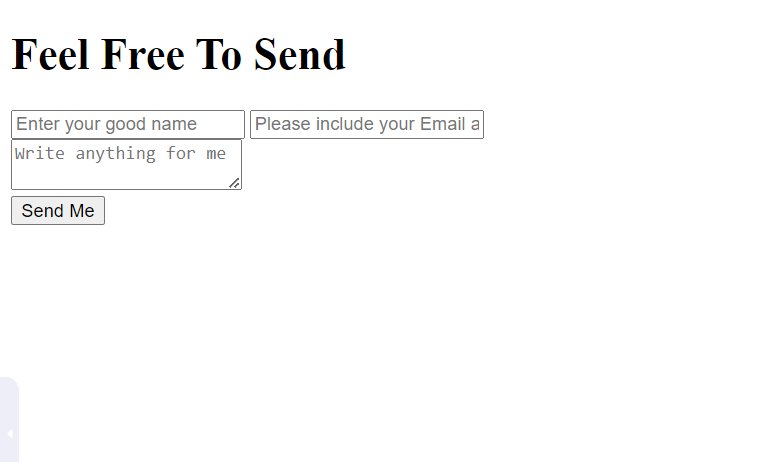 Feel Free To Send
Enter your good name Please include your Email a
Write anything for me
Send Me